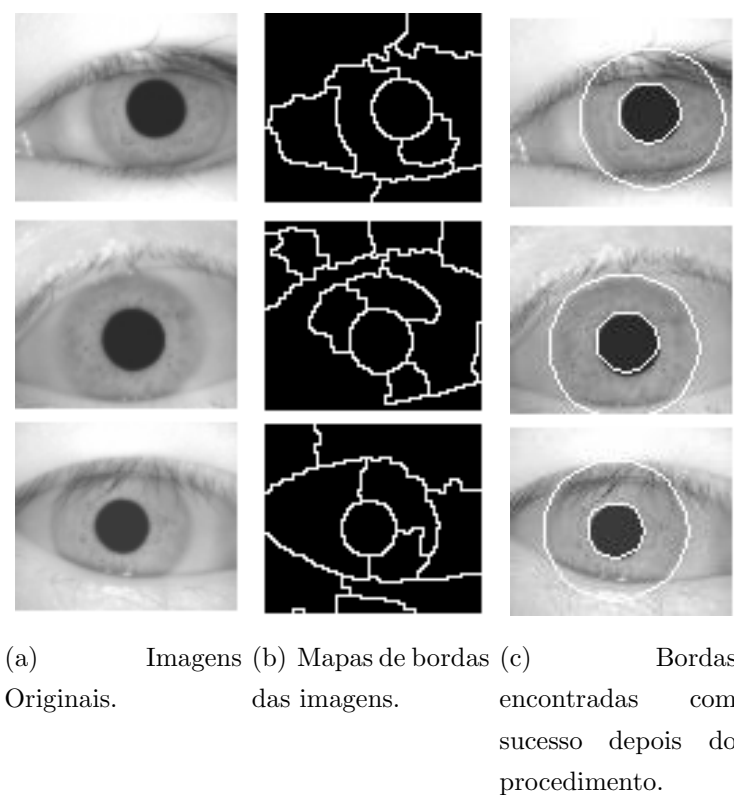 (a) Imagens
Originais.
(b) Mapas de bordas
das imagens.
(c) Bordas
encontradas com
sucesso depois do
procedimento.